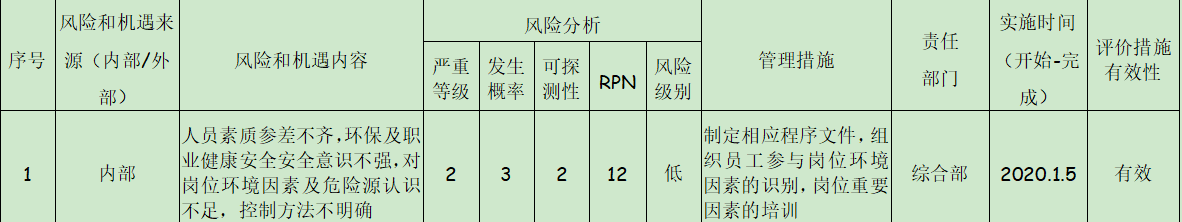 序号
风险和机遇来
源（内部/外
部）
风险和机遇内容
风险分析
严重
等级
发生
概率
可探
测性
RPN
风险
级别
管理措施
责任
部门
实施时间
（开始-完
成）
评价措施
有效性
1
内部
人员素质参差不齐，环保及职
业健康安全安全意识不强，对
岗位环境因素及危险源认识
不足，控制方法不明确
2
3
2
12
低
制定相应程序文件，组
织员工参与岗位环境
因素的识别，岗位重要
因素的培训
综合部
2020.1.5
有效